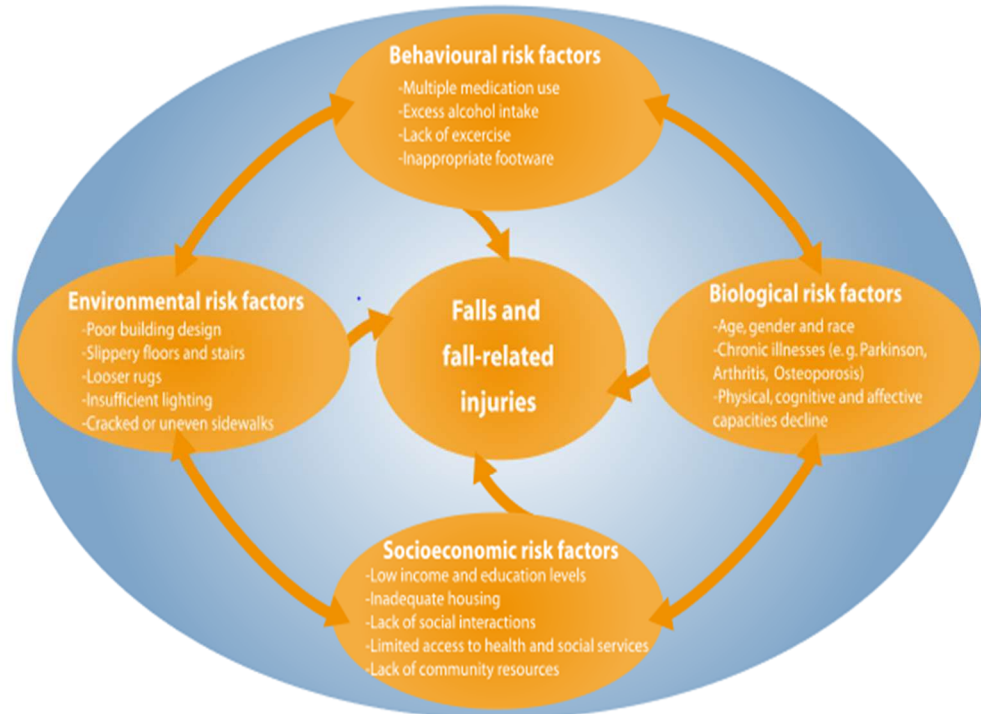 Behavioural risk factors
-Multiple medication use
-Excess alcohol intake
-Lack of excercise
-Inappropriate footware
Environmental risk factors
-Poor building design
-Slippery floors and stairs
-Looser rugs
-Insufficient lighting
-Cracked or uneven sidewalks
Falls and
fall-related
injuries
Biological risk factors
-Age, gender and race
-Chronic illnesses (e. g. Parkinson,
Arthritis, Osteoporosis)
-Physical, cognitive and affective
capacities decline
Socioeconomic risk factors
-Low income and education levels
-Inadequate housing
-Lack of social interactions
-Limited access to health and social services
-Lack of community resources